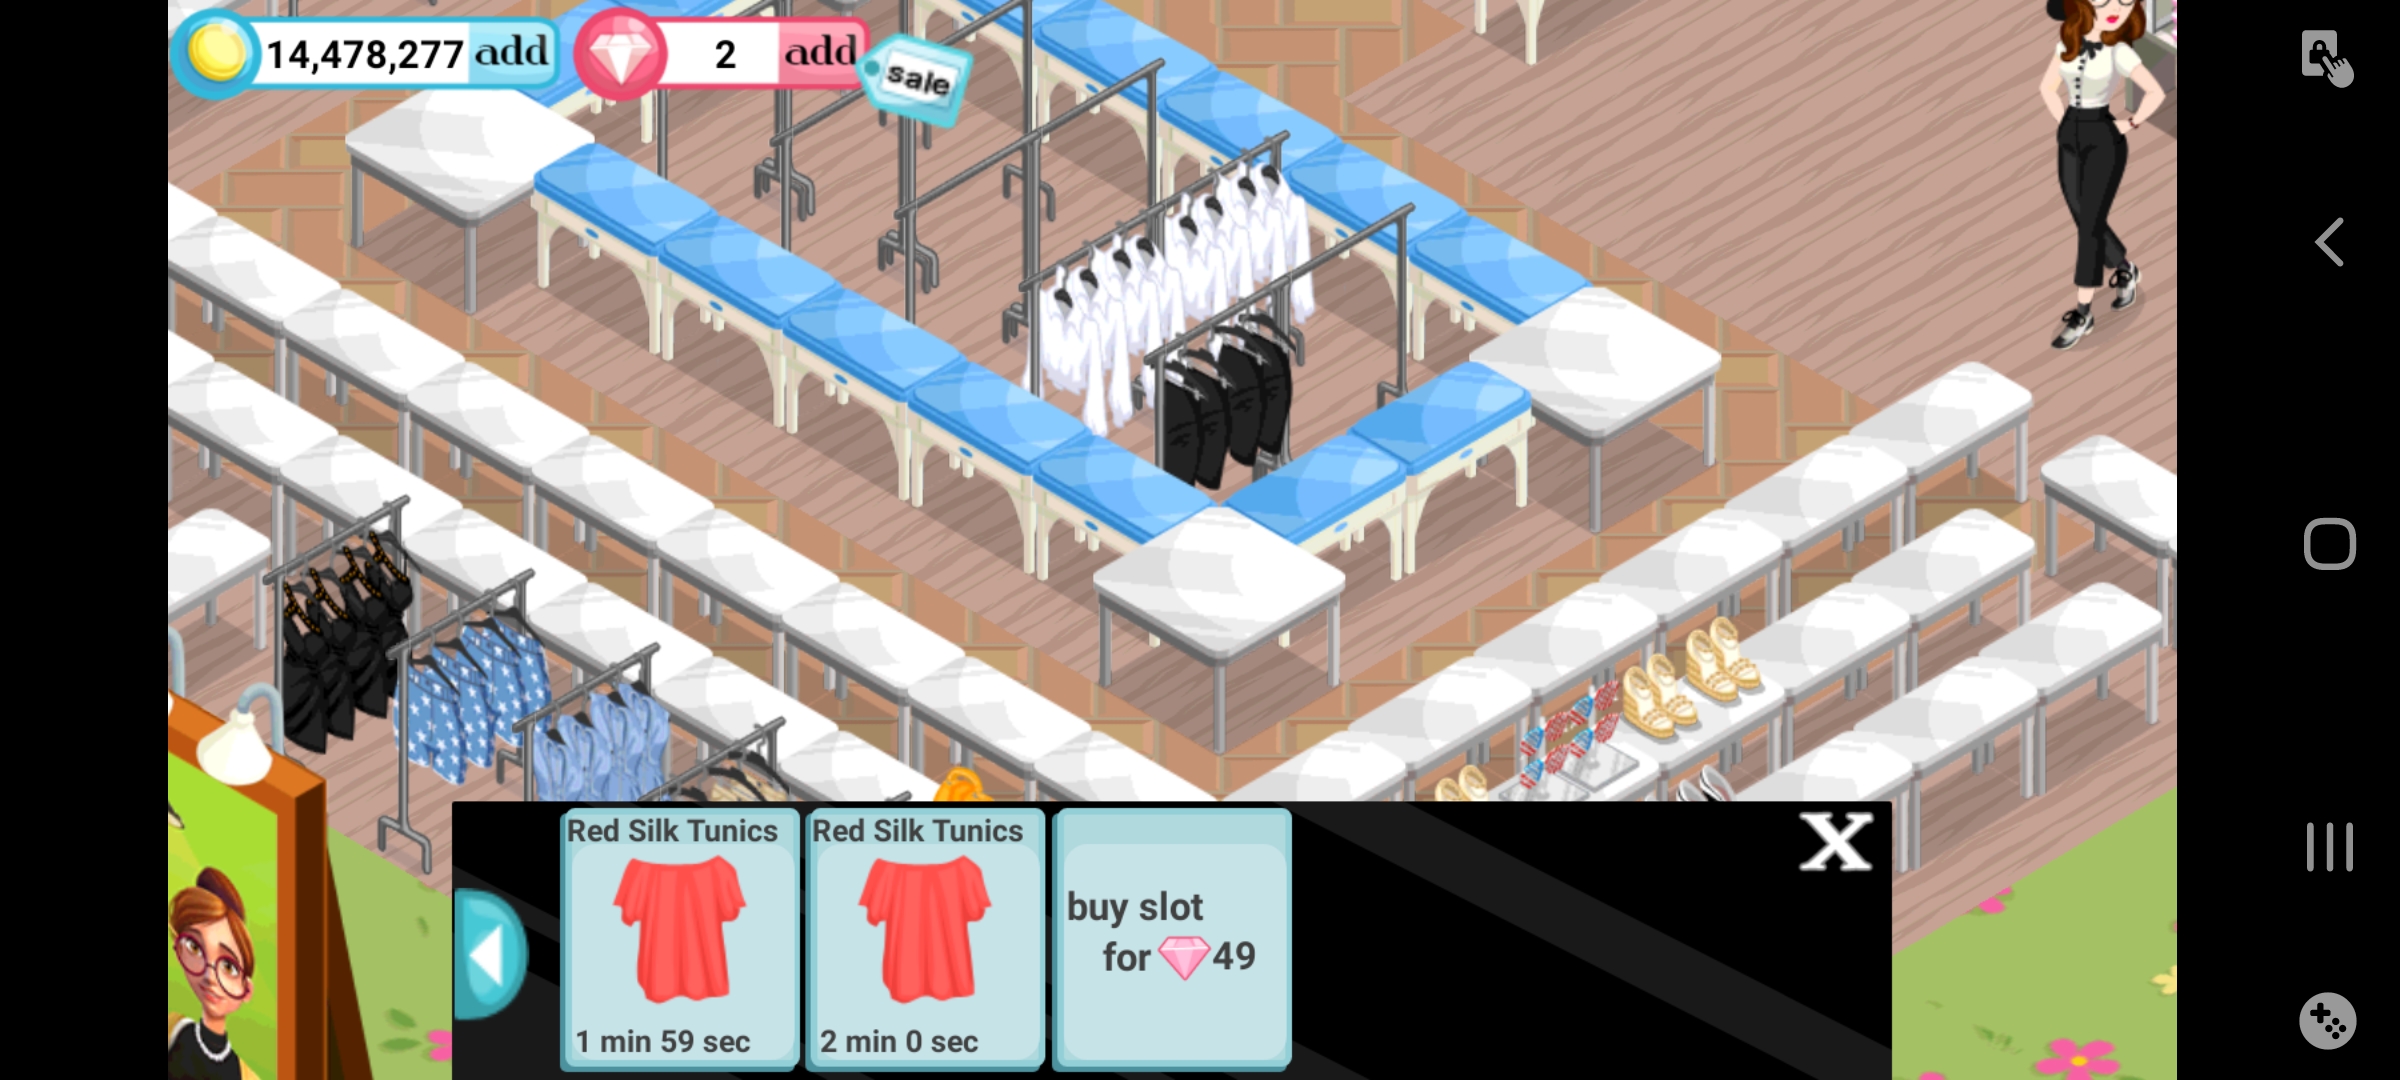 14,478,277 add
2 add
sale
Red Silk Tunics
1 min 59 sec
Red Silk Tunics
2 min 0 sec
buy slot
for 49
X